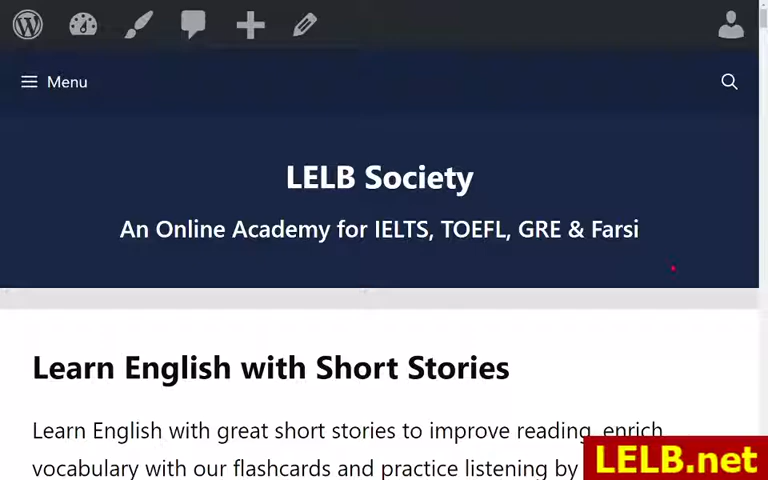 Menu
LELB Society
An Online Academy for IELTS, TOEFL, GRE & Farsi
Learn English with Short Stories
Learn English with great short stories to improve reading, enrich
vocabulary with our flashcards and practice listening by
LELB.net